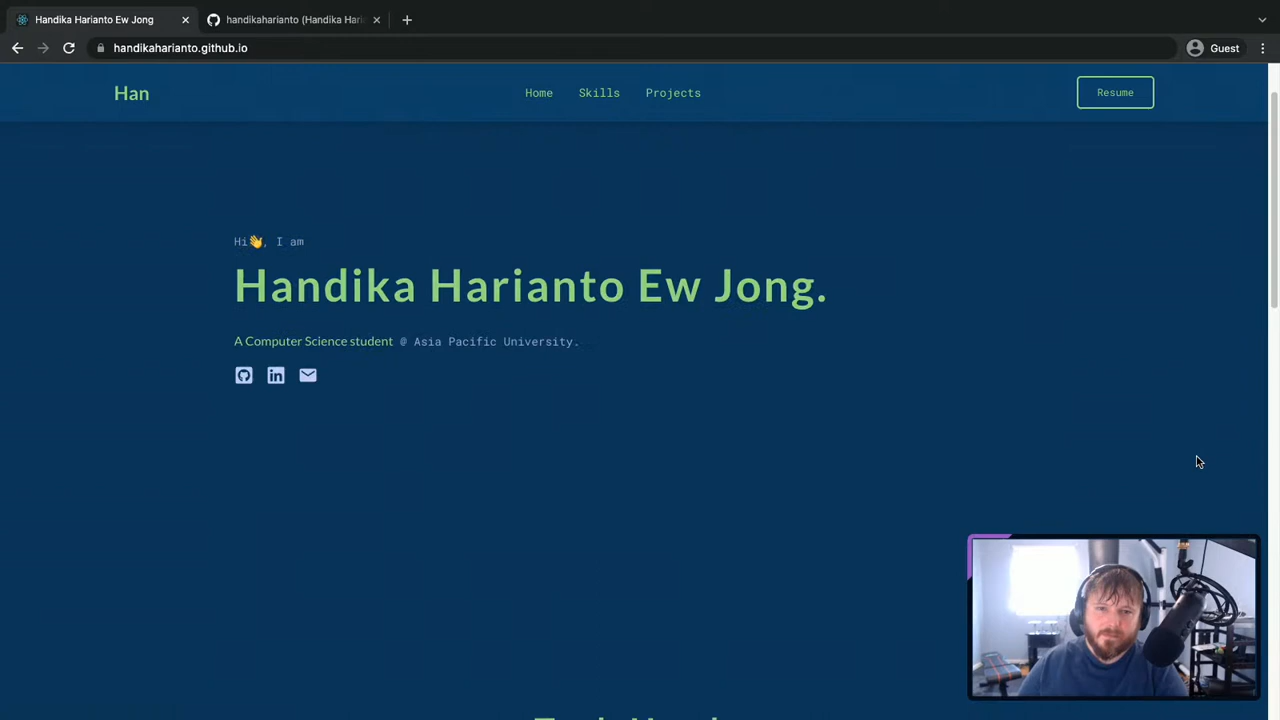 Handika Harianto Ew Jong
handikaharianto (Handika Hari
handikaharianto.github.io
Guest
Han
Home
Skills
Projects
Resume
Hi👋, I am
Handika Harianto Ew Jong.
A Computer Science student @ Asia Pacific University.